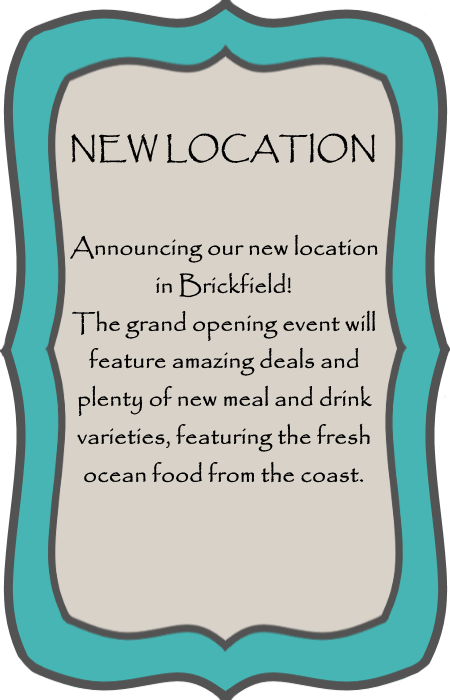 NEW LOCATION
Announcing our new location
in Brickfield!
The grand opening event will
feature amazing deals and
plenty of new meal and drink
varieties, featuring the fresh
ocean food from the coast.